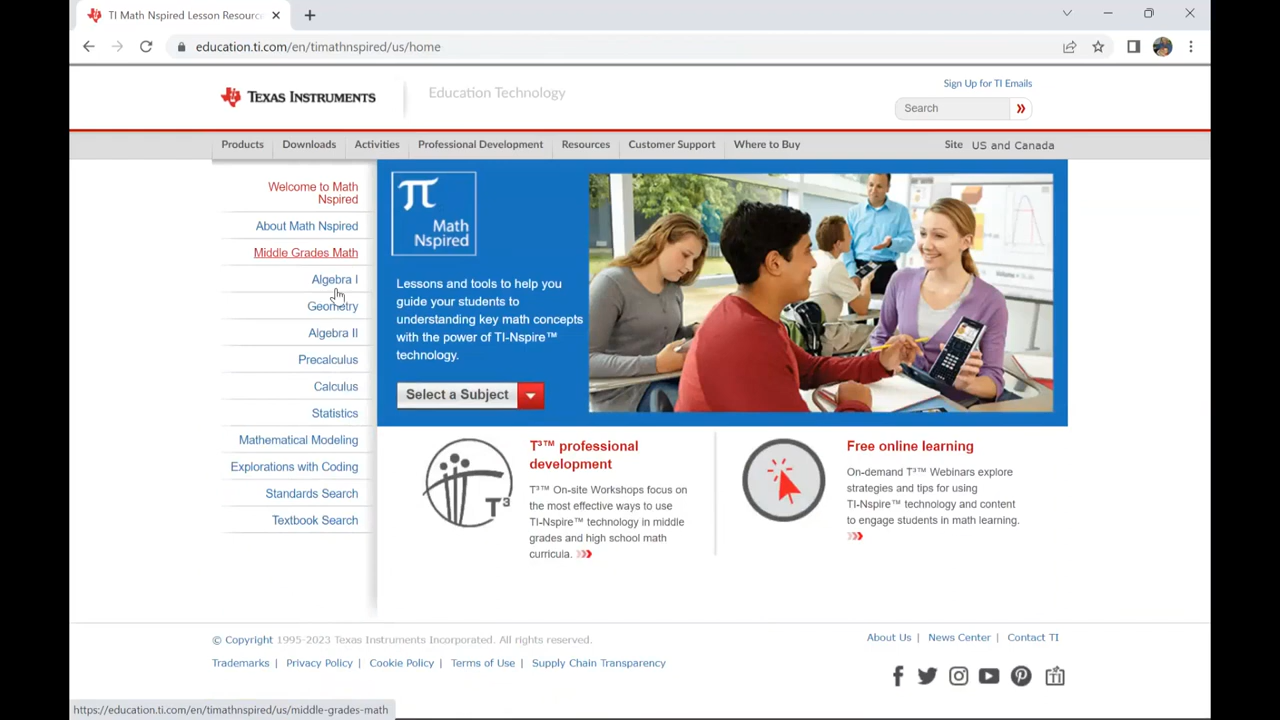 TI Math Nspired Lesson Resourc
education.ti.com/en/timathnspired/us/home
TEXAS INSTRUMENTS
Education Technology
Sign Up for TI Emails
Search
Products
Downloads
Activities
Professional Development
Resources
Customer Support
Where to Buy
Site US and Canada
Welcome to Math
Nspired
About Math Nspired
Middle Grades Math
Algebra I
Geometry
Algebra II
Precalculus
Calculus
Statistics
Mathematical Modeling
Explorations with Coding
Standards Search
Textbook Search
π
Math
Nspired
Lessons and tools to help you
guide your students to
understanding key math concepts
with the power of TI-Nspire™
technology.
Select a Subject
T³
T³™ professional
development
T³™ On-site Workshops focus on
the most effective ways to use
TI-Nspire™ technology in middle
grades and high school math
curricula.
Free online learning
On-demand T³™ Webinars explore
strategies and tips for using
TI-Nspire™ technology and content
to engage students in math learning.
© Copyright 1995-2023 Texas Instruments Incorporated. All rights reserved.
Trademarks | Privacy Policy | Cookie Policy | Terms of Use | Supply Chain Transparency
About Us | News Center | Contact TI
https://education.ti.com/en/timathnspired/us/middle-grades-math